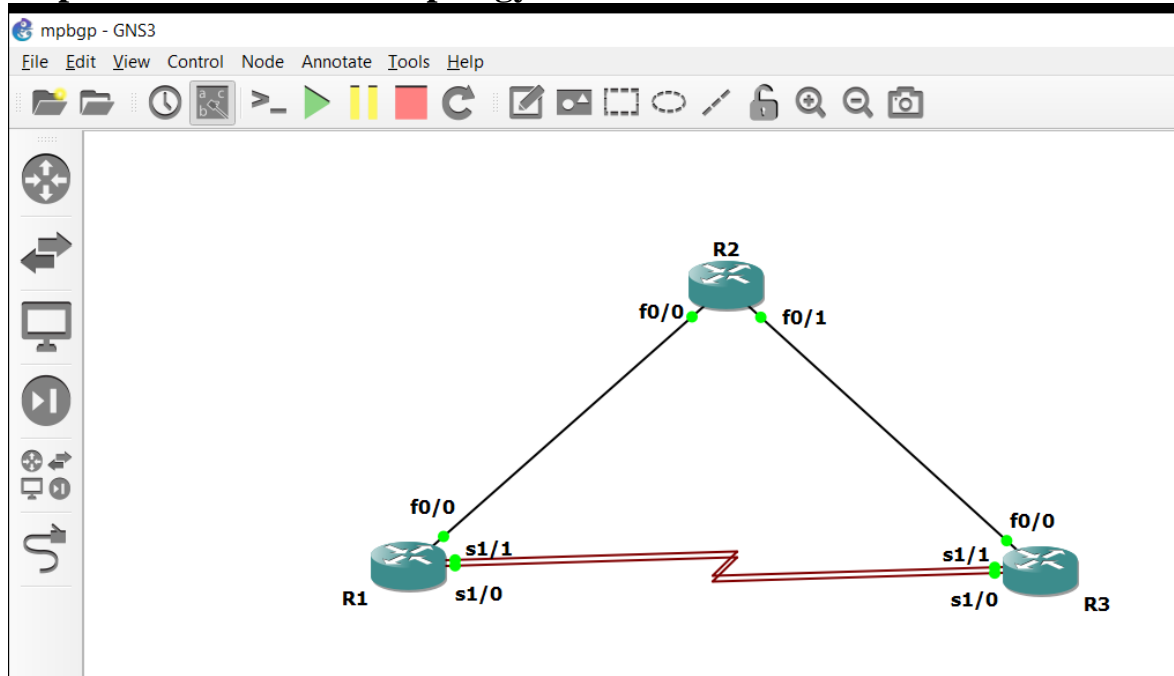 mpbgp - GNS3
File Edit View Control Node Annotate Tools Help
R2
f0/0 f0/1
f0/0 f0/0
s1/1 s1/1
s1/0 s1/0
R1 R3